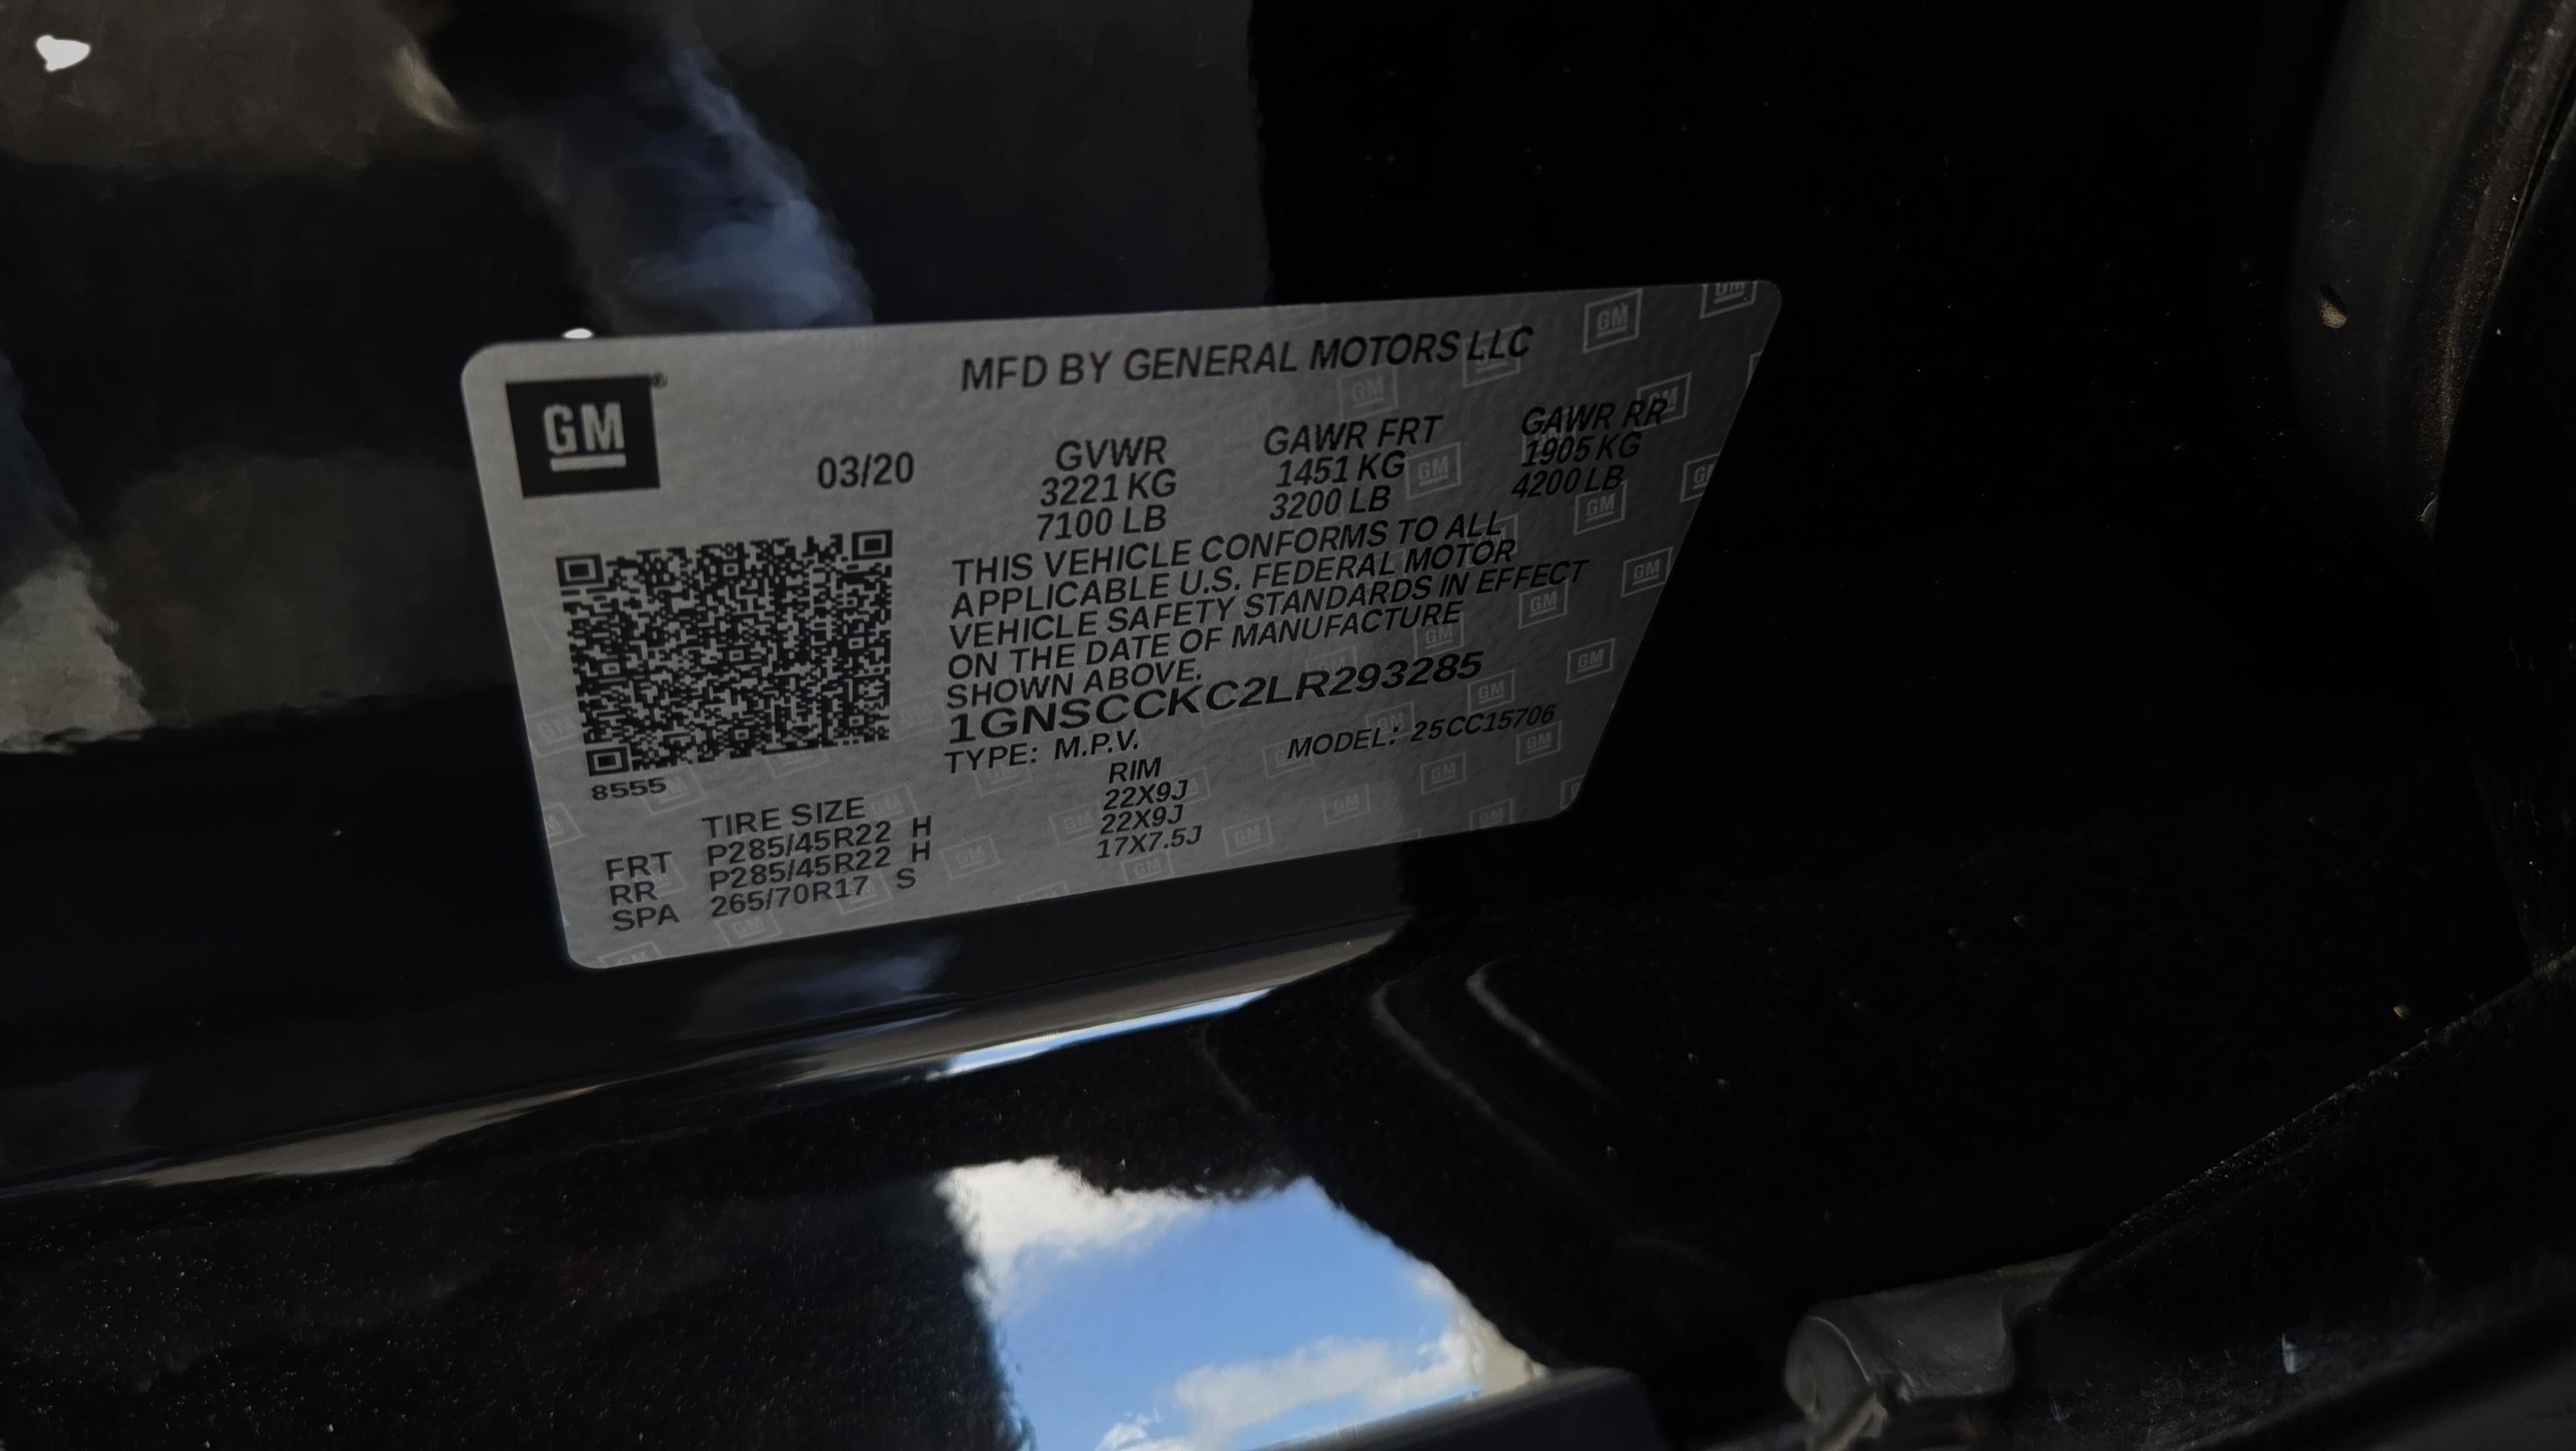 MFD BY GENERAL MOTORS LLC
GM
03/20
GVWR
3221 KG
7100 LB
GAWR FRT
1451 KG
3200 LB
GAWR RR
1905 KG
4200 LB
THIS VEHICLE CONFORMS TO ALL
APPLICABLE U.S. FEDERAL MOTOR
VEHICLE SAFETY STANDARDS IN EFFECT
ON THE DATE OF MANUFACTURE
SHOWN ABOVE.
1GNSCCKC2LR293285
TYPE: M.P.V. MODEL: 25CC15706
8555
TIRE SIZE RIM
FRT P285/45R22 H 22X9J
RR P285/45R22 H 22X9J
SPA 265/70R17 S 17X7.5J